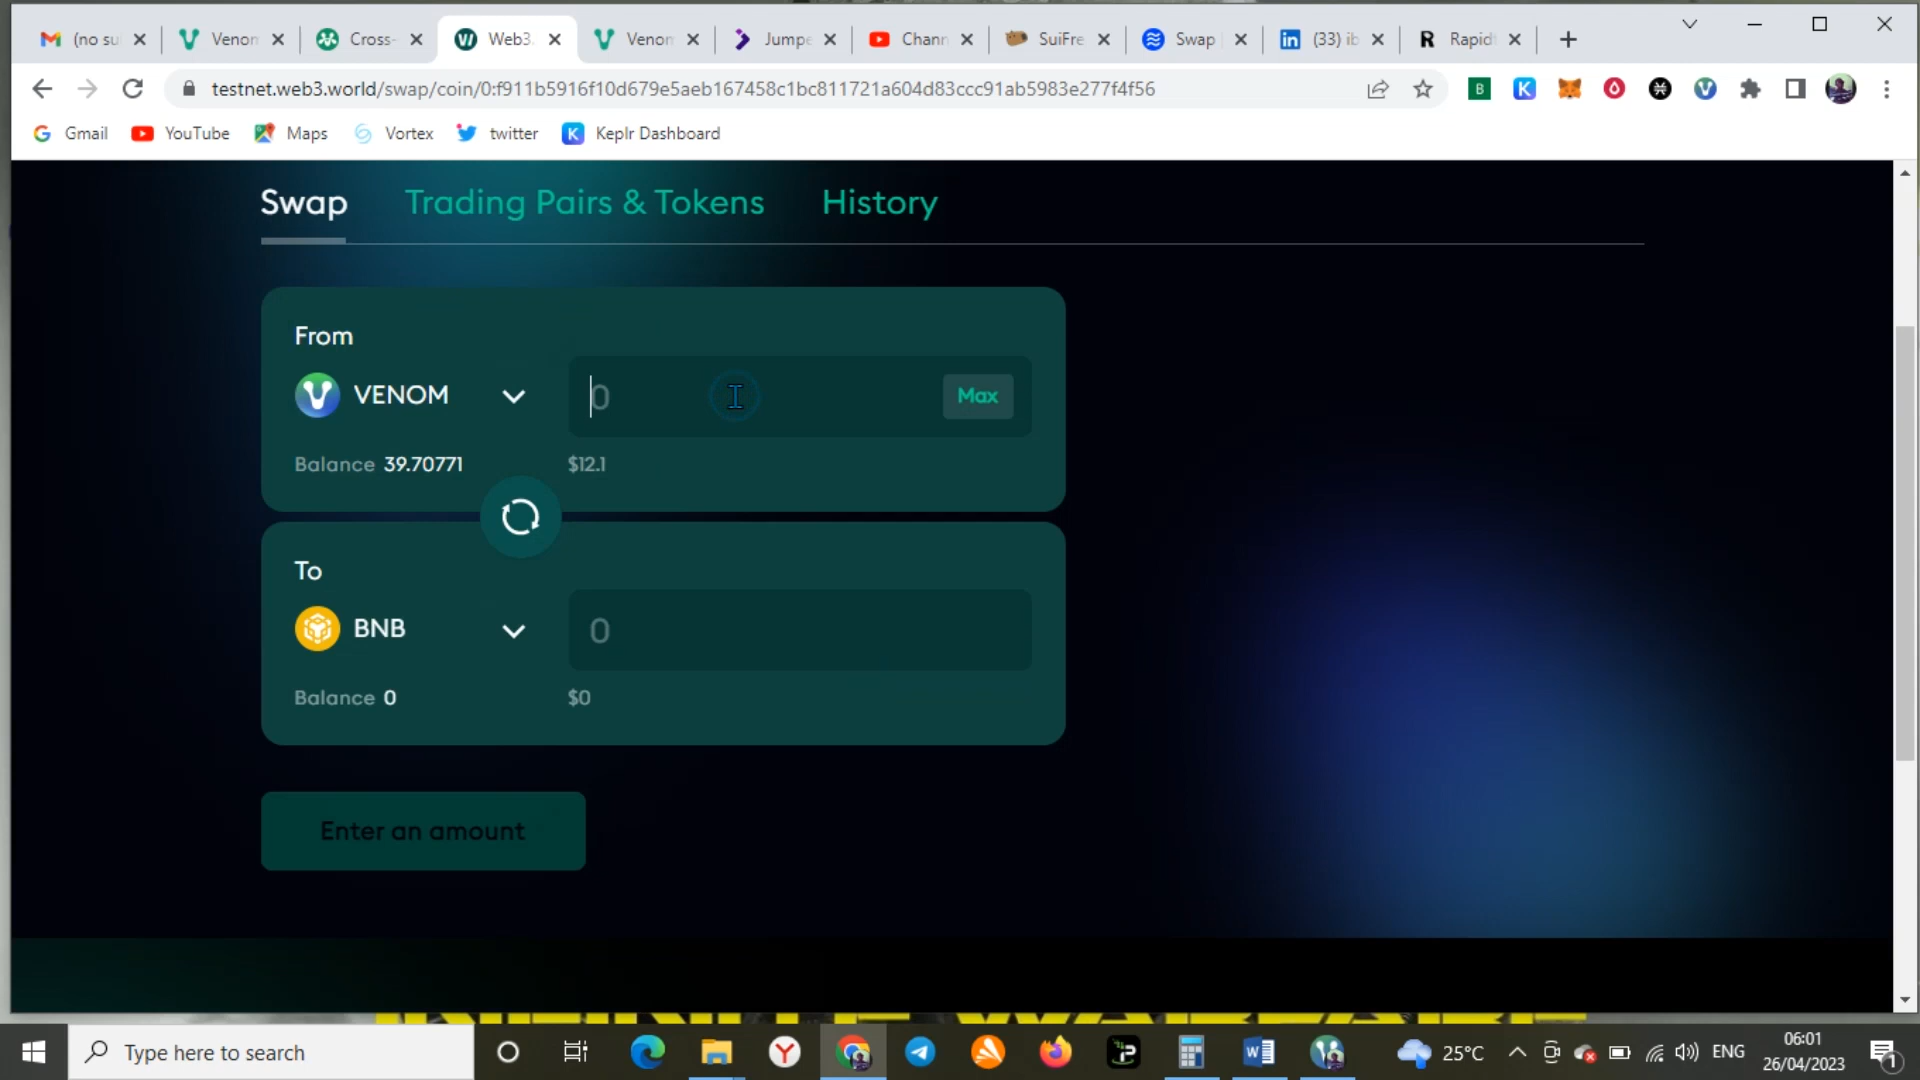 (no su
Venom
Cross-
Web3.
Venom
Jumpe
Chann
SuiFre
Swap
(33) ib
Rapid
testnet.web3.world/swap/coin/0:f911b5916f10d679e5aeb167458c1bc811721a604d83ccc91ab5983e277f4f56
Gmail
YouTube
Maps
Vortex
twitter
Keplr Dashboard
Swap
Trading Pairs & Tokens
History
From
VENOM
0
Max
Balance 39.70771
$12.1
To
BNB
0
Balance 0
$0
Enter an amount
Type here to search
25°C
ENG
06:01
26/04/2023
1